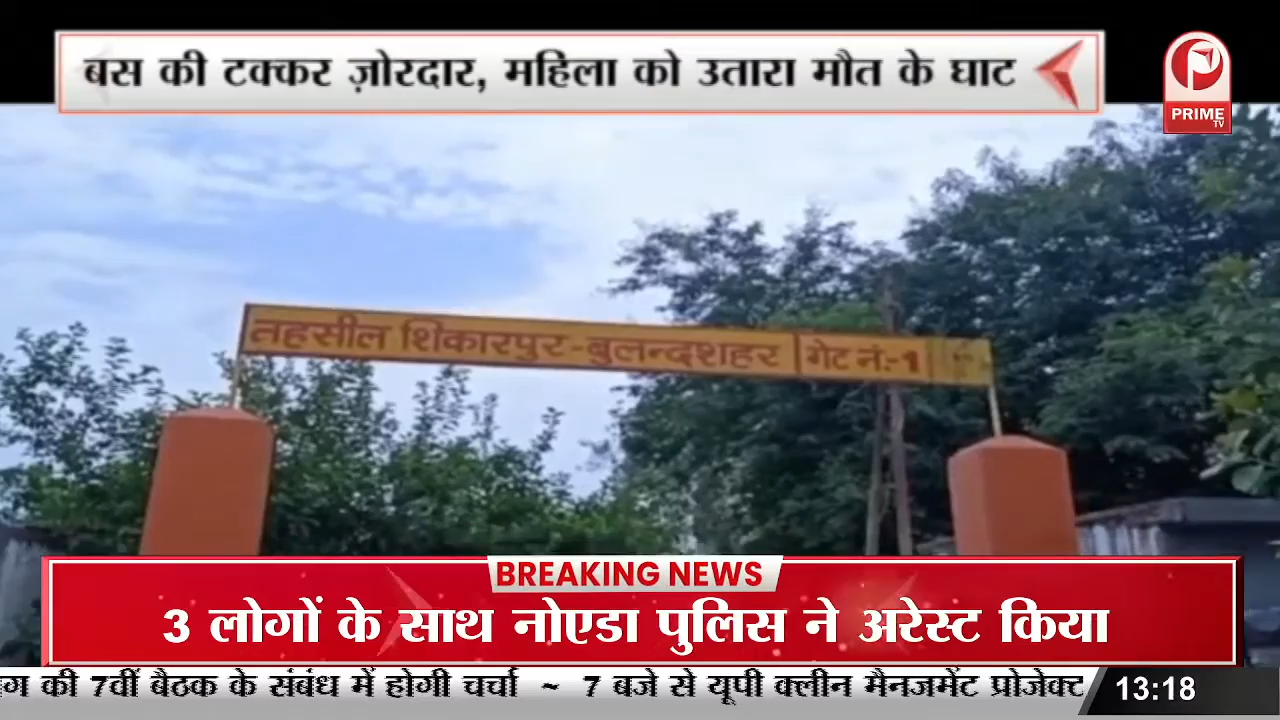 बस की टक्कर ज़ोरदार, महिला को उतारा मौत के घाट
PRIME
TV
तहसील शिकारपुर-बुलन्दशहर गेट नं:-1
BREAKING NEWS
3 लोगों के साथ नोएडा पुलिस ने अरेस्ट किया
की 7वीं बैठक के संबंध में होगी चर्चा ~ 7 बजे से यूपी क्लीन मैनजमेंट प्रोजेक्ट
13:18